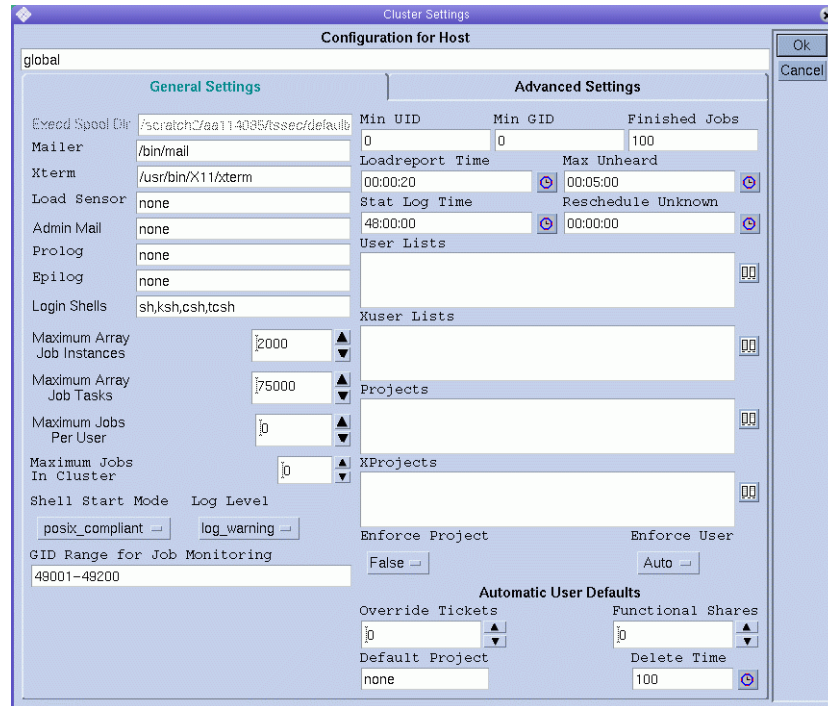 Cluster Settings
Configuration for Host
Ok
global
Cancel
General Settings
Advanced Settings
Execd Spool Dir
Mailer
/bin/mail
Xterm
/usr/bin/X11/xterm
Load Sensor
none
Admin Mail
none
Prolog
none
Epilog
none
Login Shells
sh,ksh,csh,tcsh
Maximum Array
Job Instances
2000
Maximum Array
Job Tasks
75000
Maximum Jobs
Per User
0
Maximum Jobs
In Cluster
0
Shell Start Mode
Log Level
posix_compliant
log_warning
GID Range for Job Monitoring
49001-49200
Min UID
Min GID
Finished Jobs
0
0
100
Loadreport Time
Max Unheard
00:00:20
00:05:00
Stat Log Time
Reschedule Unknown
48:00:00
00:00:00
User Lists
Xuser Lists
Projects
XProjects
Enforce Project
Enforce User
False
Auto
Automatic User Defaults
Override Tickets
Functional Shares
0
0
Default Project
Delete Time
none
100